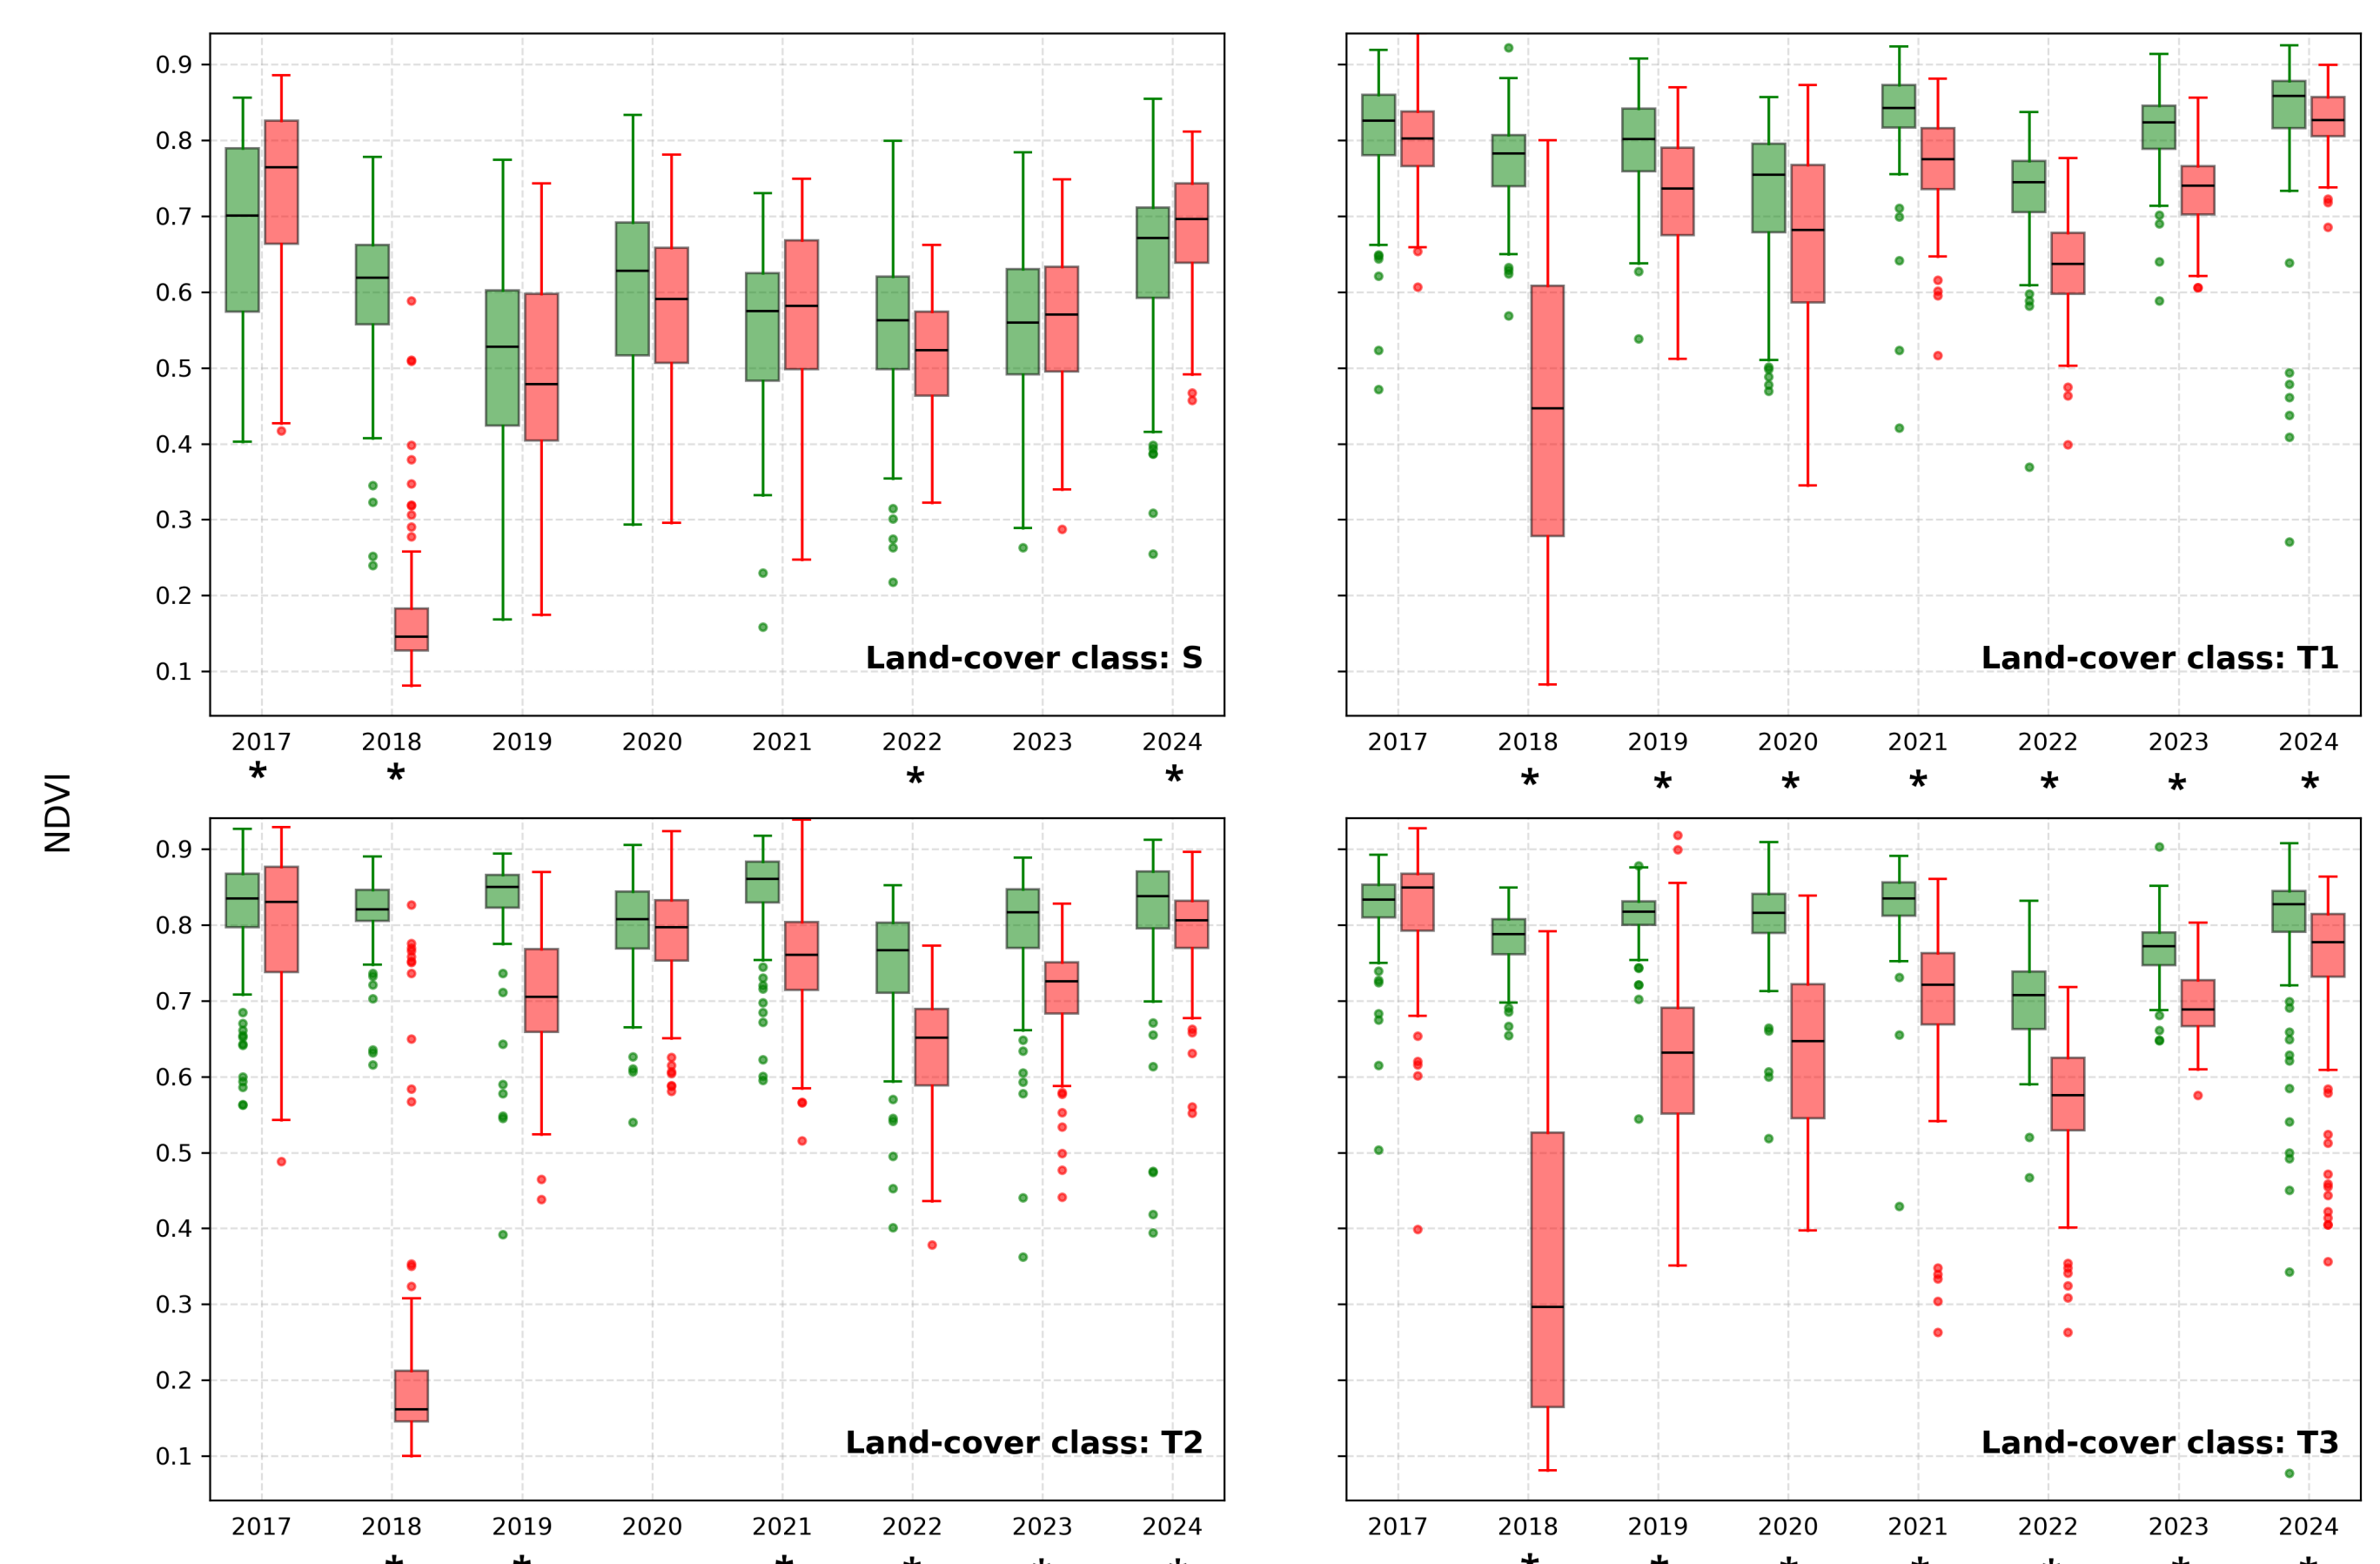 0.9
0.8
0.7
0.6
0.5
0.4
0.3
0.2
0.1
Land-cover class: S
Land-cover class: T1
2017 2018 2019 2020 2021 2022 2023 2024
2017 2018 2019 2020 2021 2022 2023 2024
* * * *
* * * * * * *
NDVI
0.9
0.8
0.7
0.6
0.5
0.4
0.3
0.2
0.1
Land-cover class: T2
Land-cover class: T3
2017 2018 2019 2020 2021 2022 2023 2024
2017 2018 2019 2020 2021 2022 2023 2024
* * * * * *
* * * * * * *